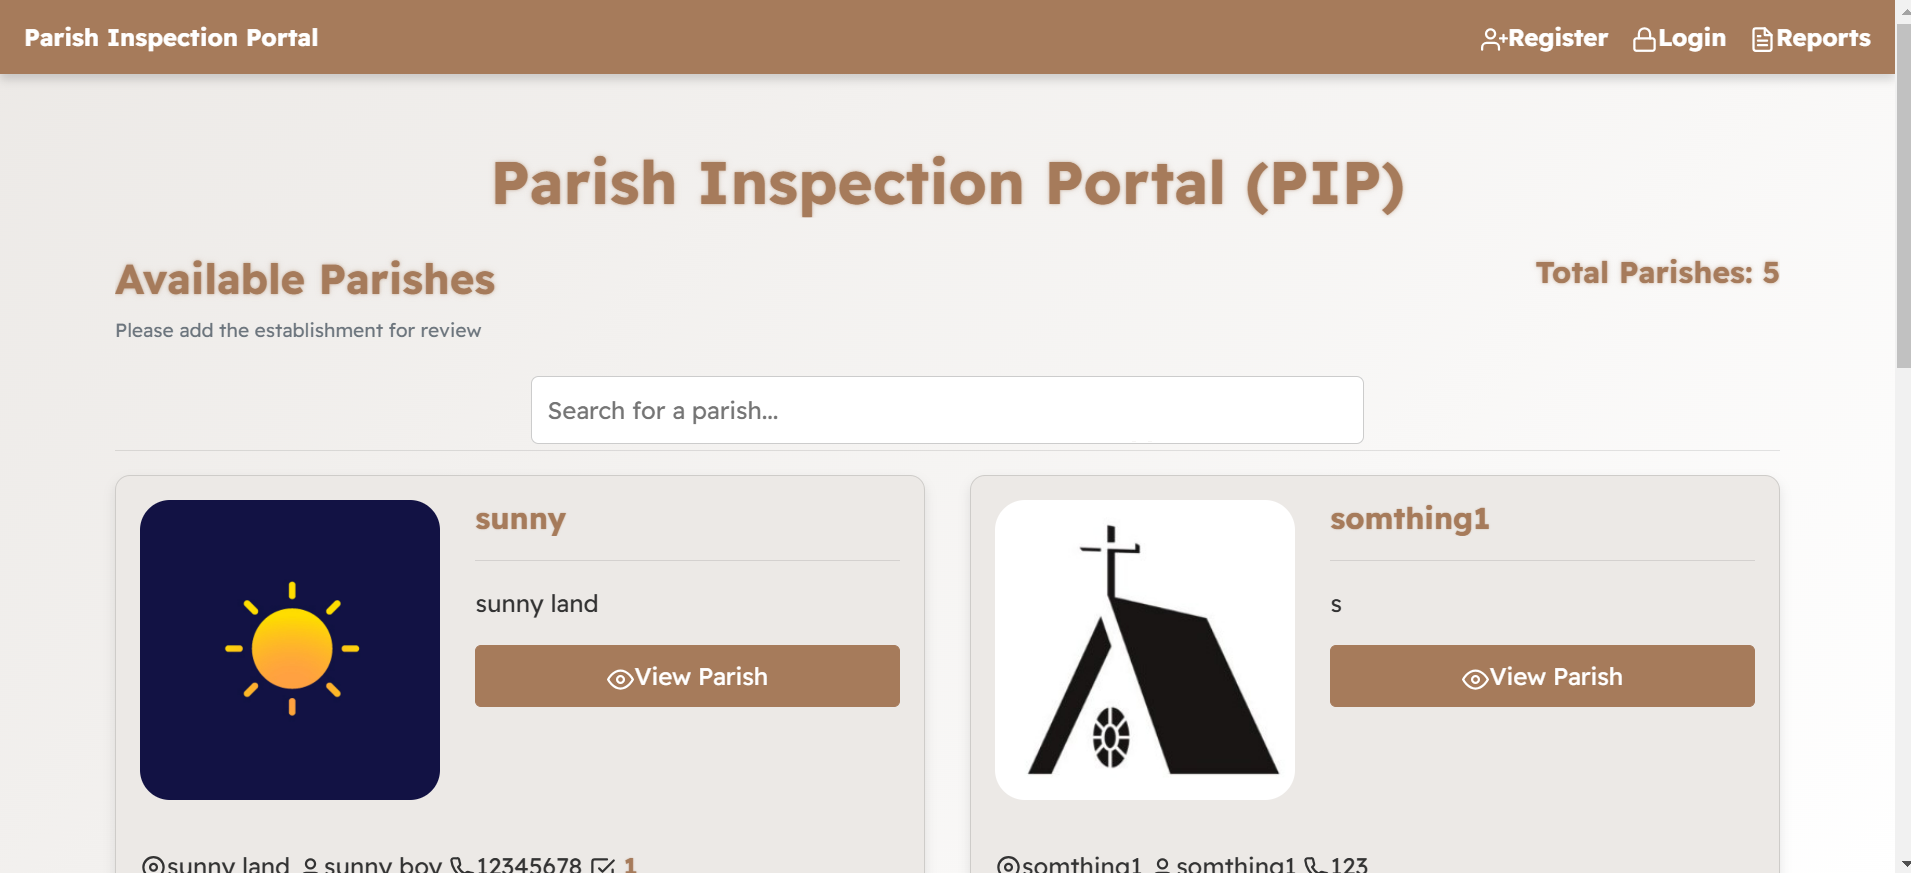 Parish Inspection Portal
Register Login Reports
Parish Inspection Portal (PIP)
Available Parishes
Total Parishes: 5
Please add the establishment for review
Search for a parish...
sunny
sunny land
View Parish
sunny land sunny boy 12345678 1
somthing1
s
View Parish
somthing1 somthing1 123